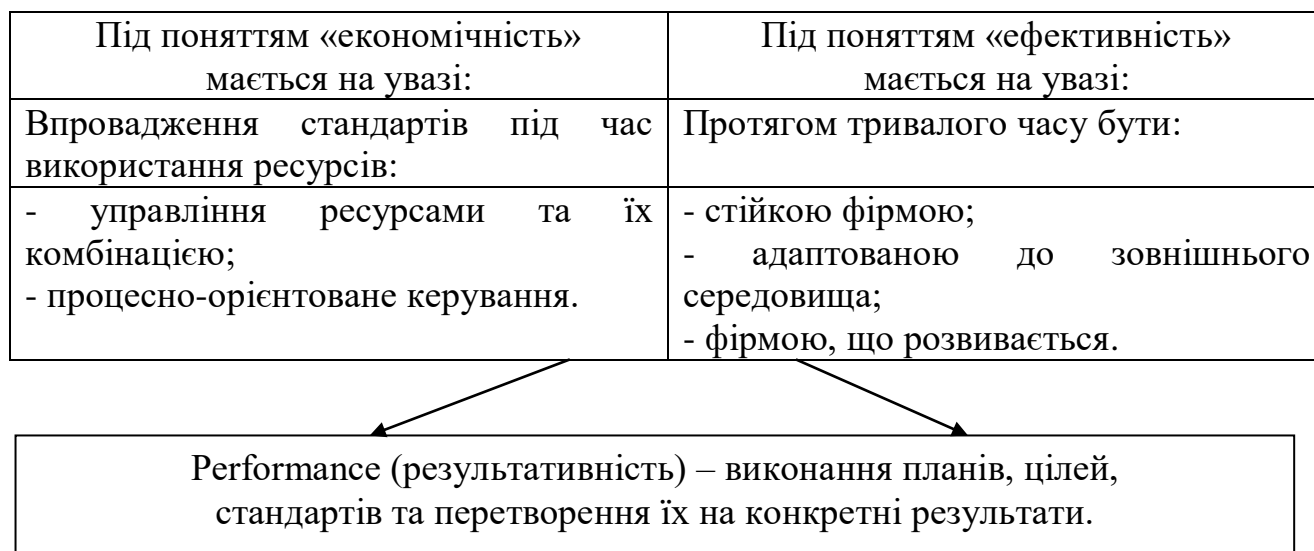 Під поняттям «економічність»
мається на увазі:
Під поняттям «ефективність»
мається на увазі:
Впровадження стандартів під час
використання ресурсів:
Протягом тривалого часу бути:
- управління ресурсами та їх
комбінацією;
- процесно-орієнтоване керування.
- стійкою фірмою;
- адаптованою до зовнішнього
середовища;
- фірмою, що розвивається.
Performance (результативність) – виконання планів, цілей,
стандартів та перетворення їх на конкретні результати.